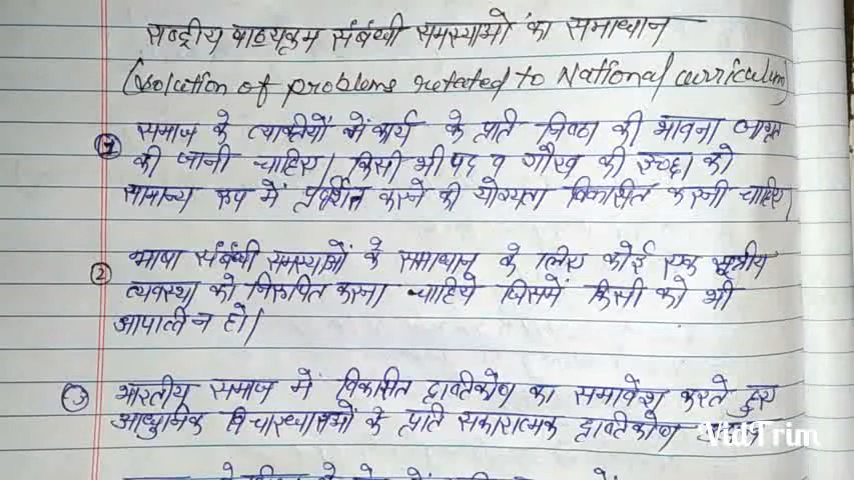 राष्ट्रीय पाठ्यक्रम संबंधी समस्याओं का समाधान
(Solution of problems related to National curriculum)
① समाज के व्यक्तियों में कार्य के प्रति निष्ठा की भावना जागृत
की जानी चाहिए। किसी भी पद व गौरव की इच्छा को
सामान्य रूप में प्रदर्शित करने की योग्यता विकसित करनी चाहिए।
② भाषा संबंधी समस्याओं के समाधान के लिए कोई एक सूत्रीय
व्यवस्था को निरूपित करना चाहिये जिसमें किसी को भी
आपत्ति न हो।
③ भारतीय समाज में विकसित दृष्टिकोण का समावेश करते हुए
आधुनिक विचारधाराओं के प्रति सकारात्मक दृष्टिकोण
VidTrim